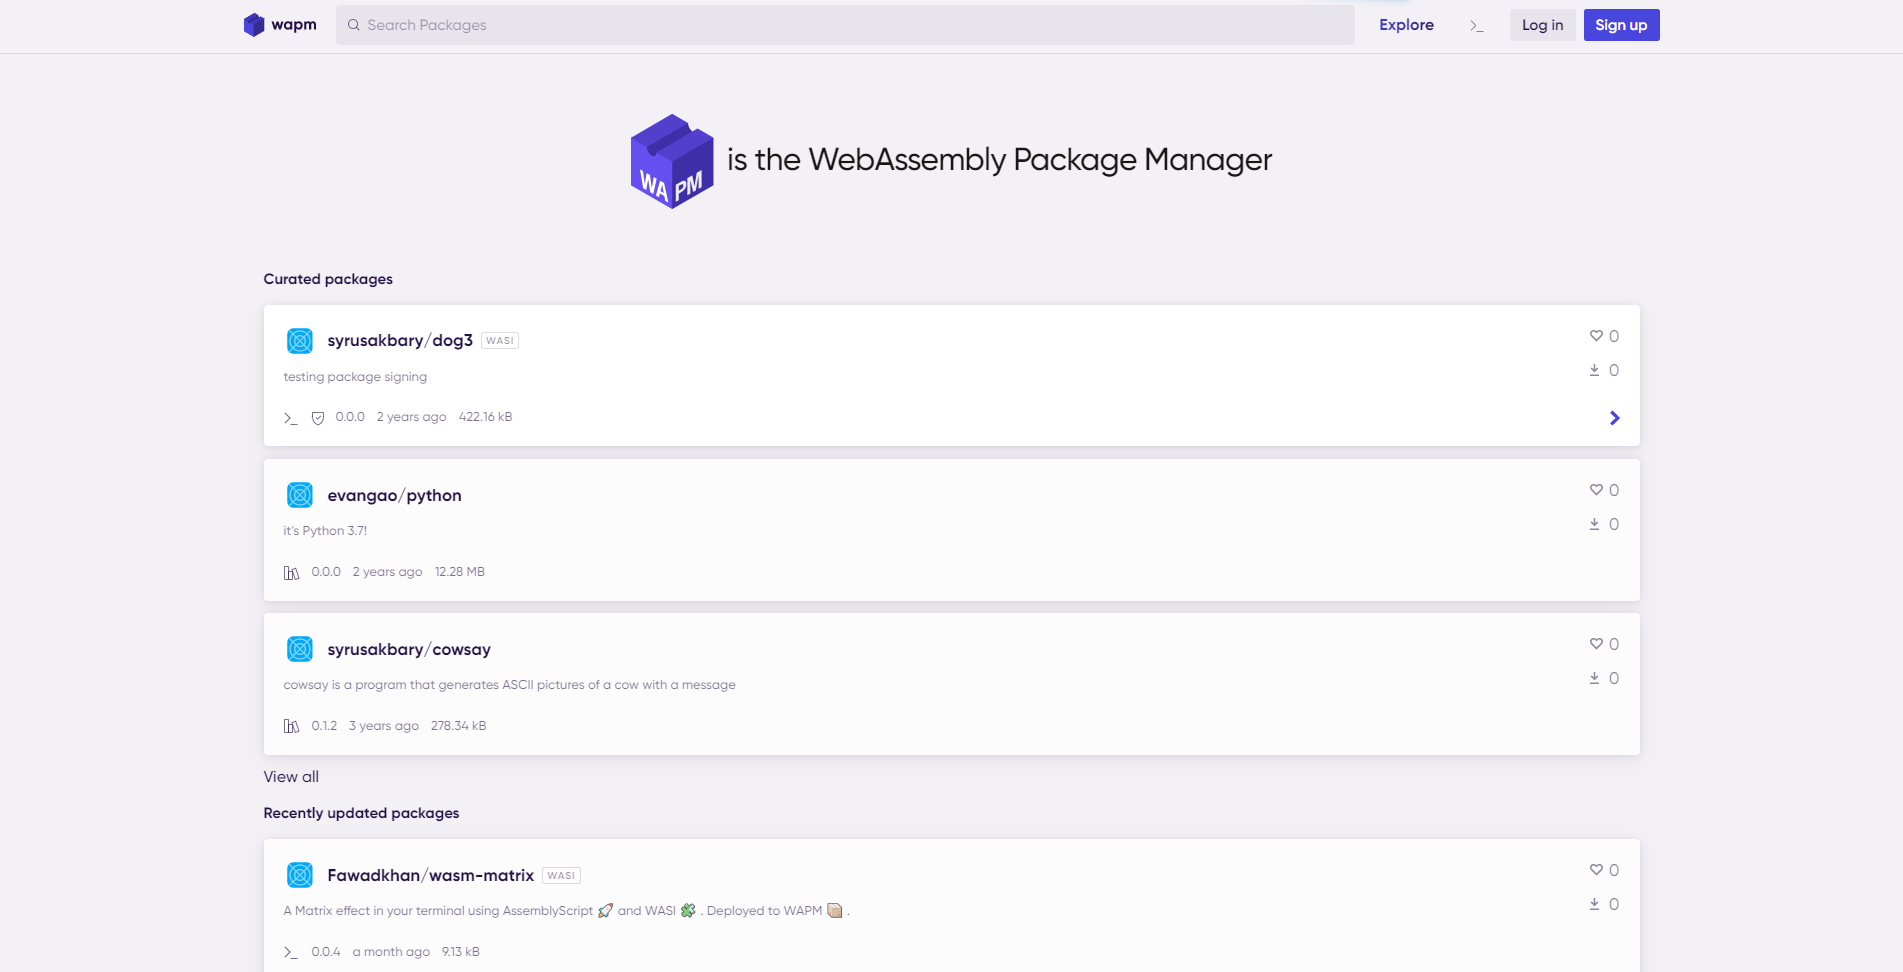 wapm
Search Packages
Explore
Log in
Sign up
WA PM is the WebAssembly Package Manager
Curated packages
syrusakbary/dog3 WASI
0
testing package signing
0
0.0.0 2 years ago 422.16 kB
evangao/python
0
it's Python 3.7!
0
0.0.0 2 years ago 12.28 MB
syrusakbary/cowsay
0
cowsay is a program that generates ASCII pictures of a cow with a message
0
0.1.2 3 years ago 278.34 kB
View all
Recently updated packages
Fawadkhan/wasm-matrix WASI
0
A Matrix effect in your terminal using AssemblyScript 🚀 and WASI 🧩 . Deployed to WAPM 📦 .
0
0.0.4 a month ago 9.13 kB